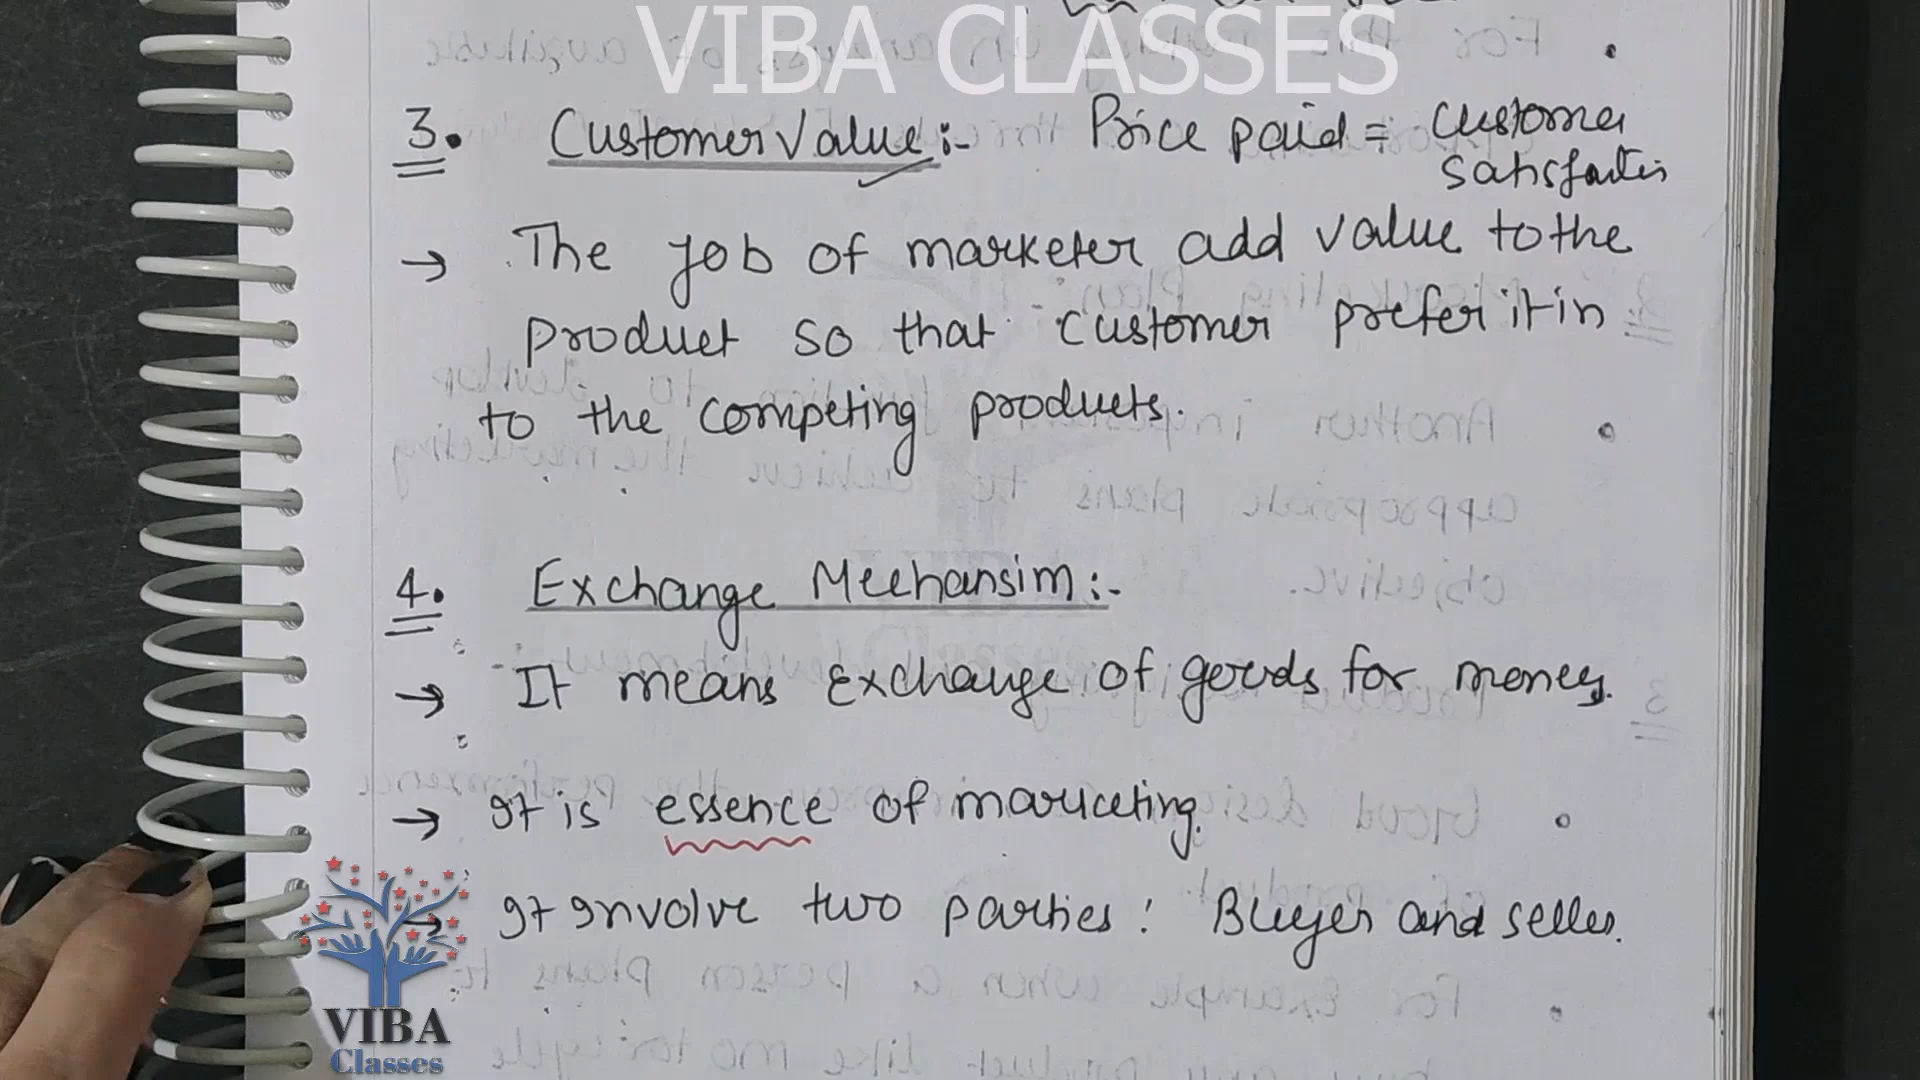 VIBA CLASSES
3. Customer Value :- Price paid = Customer
satisfaction
→ The job of marketer add value to the
product so that customer prefer it in
to the competing products.
4. Exchange Mechansim :-
→ It means exchange of goods for money.
→ It is essence of marketing.
→ It Involve two parties : Buyer and seller.
VIBA
Classes